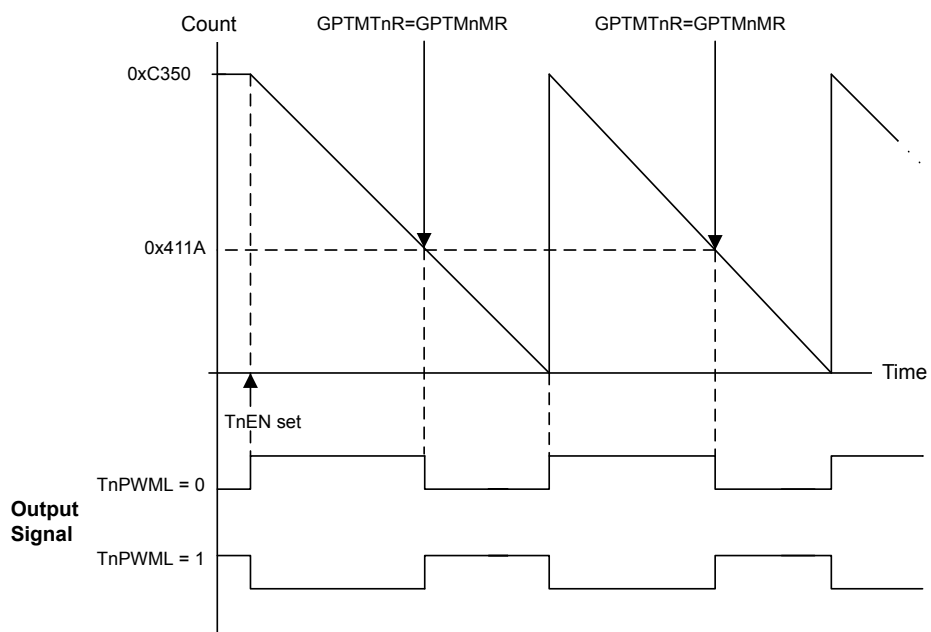 Count
GPTMTnR=GPTMnMR
GPTMTnR=GPTMnMR
0xC350
0x411A
Time
TnEN set
TnPWML = 0
Output
Signal
TnPWML = 1